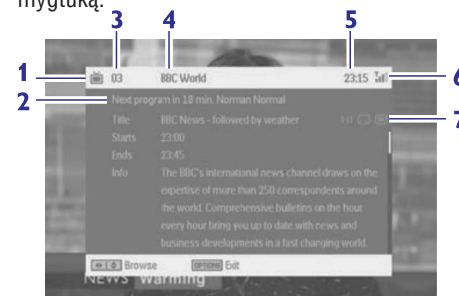 mygtuką.
3 4 5
1 03 BBC World 23:15 6
2 Next program in 18 min. Norman Normal
Title BBC News - followed by weather I-II 7
Starts 23:00
Ends 23:45
Info The BBC's international news channel draws on the
expertise of more than 250 correspondents around
the world. Comprehensive bulletins on the hour
every hour bring you up to date with news and
business developments in a fast changing world.
Browse OPTIONS Exit
NEWS Warming